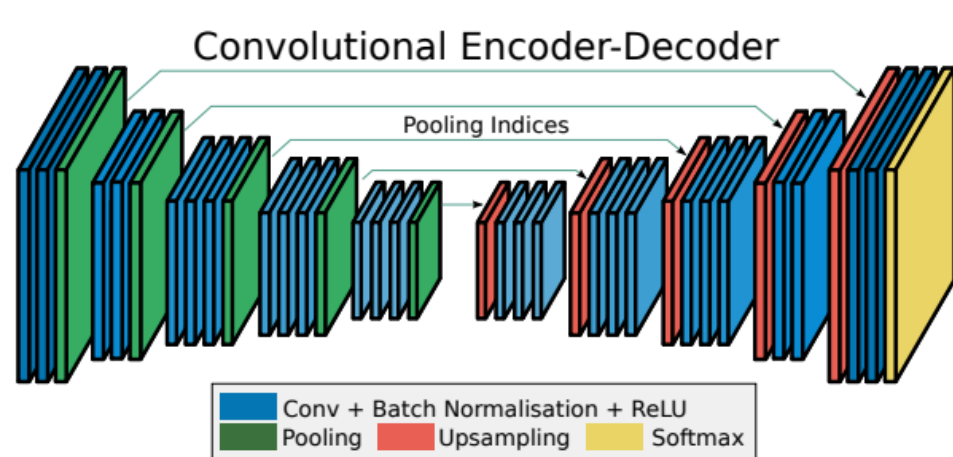 Convolutional Encoder-Decoder
Pooling Indices
Conv + Batch Normalisation + ReLU
Pooling Upsampling Softmax